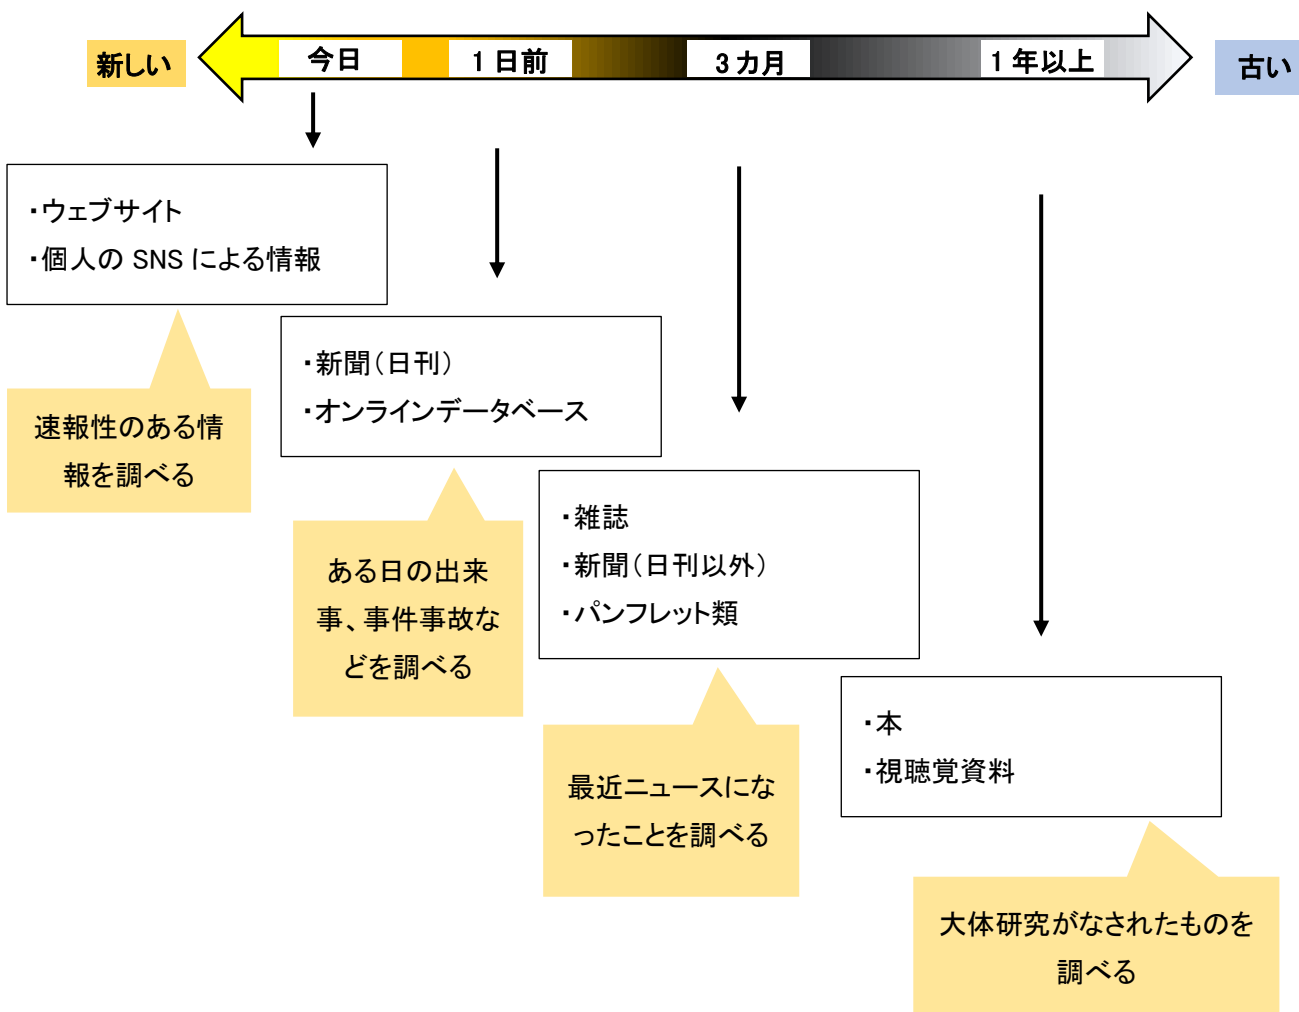 新しい
今日
1日前
3カ月
1年以上
古い
・ウェブサイト
・個人の SNS による情報
速報性のある情
報を調べる
・新聞(日刊)
・オンラインデータベース
ある日の出来
事、事件事故な
どを調べる
・雑誌
・新聞(日刊以外)
・パンフレット類
最近ニュースにな
ったことを調べる
・本
・視聴覚資料
大体研究がなされたものを
調べる